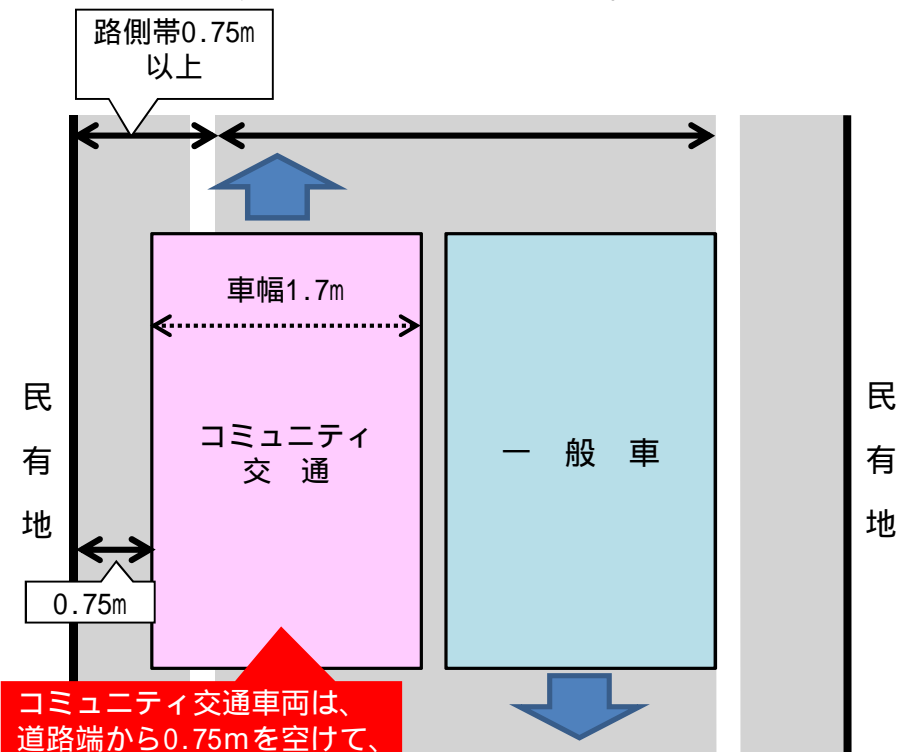 路側帯0.75m
以上
車幅1.7m
コミュニティ
交　通
一　般　車
民
有
地
民
有
地
0.75m
コミュニティ交通車両は、
道路端から0.75mを空けて、